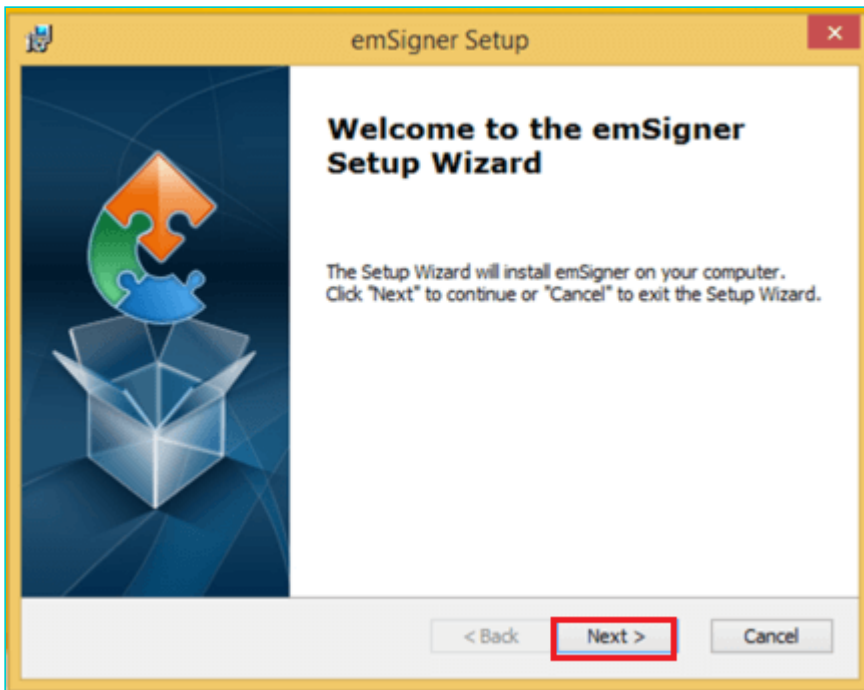 emSigner Setup
Welcome to the emSigner
Setup Wizard
The Setup Wizard will install emSigner on your computer.
Click "Next" to continue or "Cancel" to exit the Setup Wizard.
< Back Next > Cancel